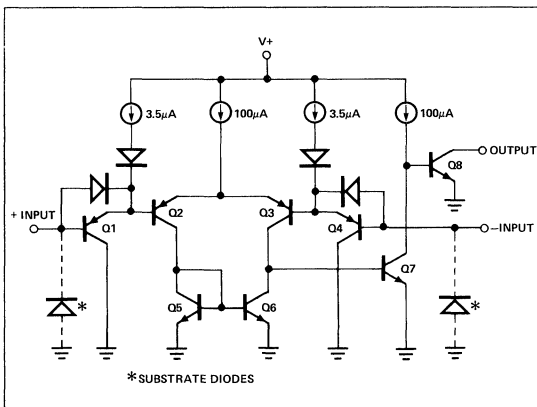 V+
3.5μA
100μA
3.5μA
100μA
Q8
OUTPUT
+ INPUT
Q1
Q2
Q3
Q4
–INPUT
Q7
Q5
Q6
*
*
*SUBSTRATE DIODES